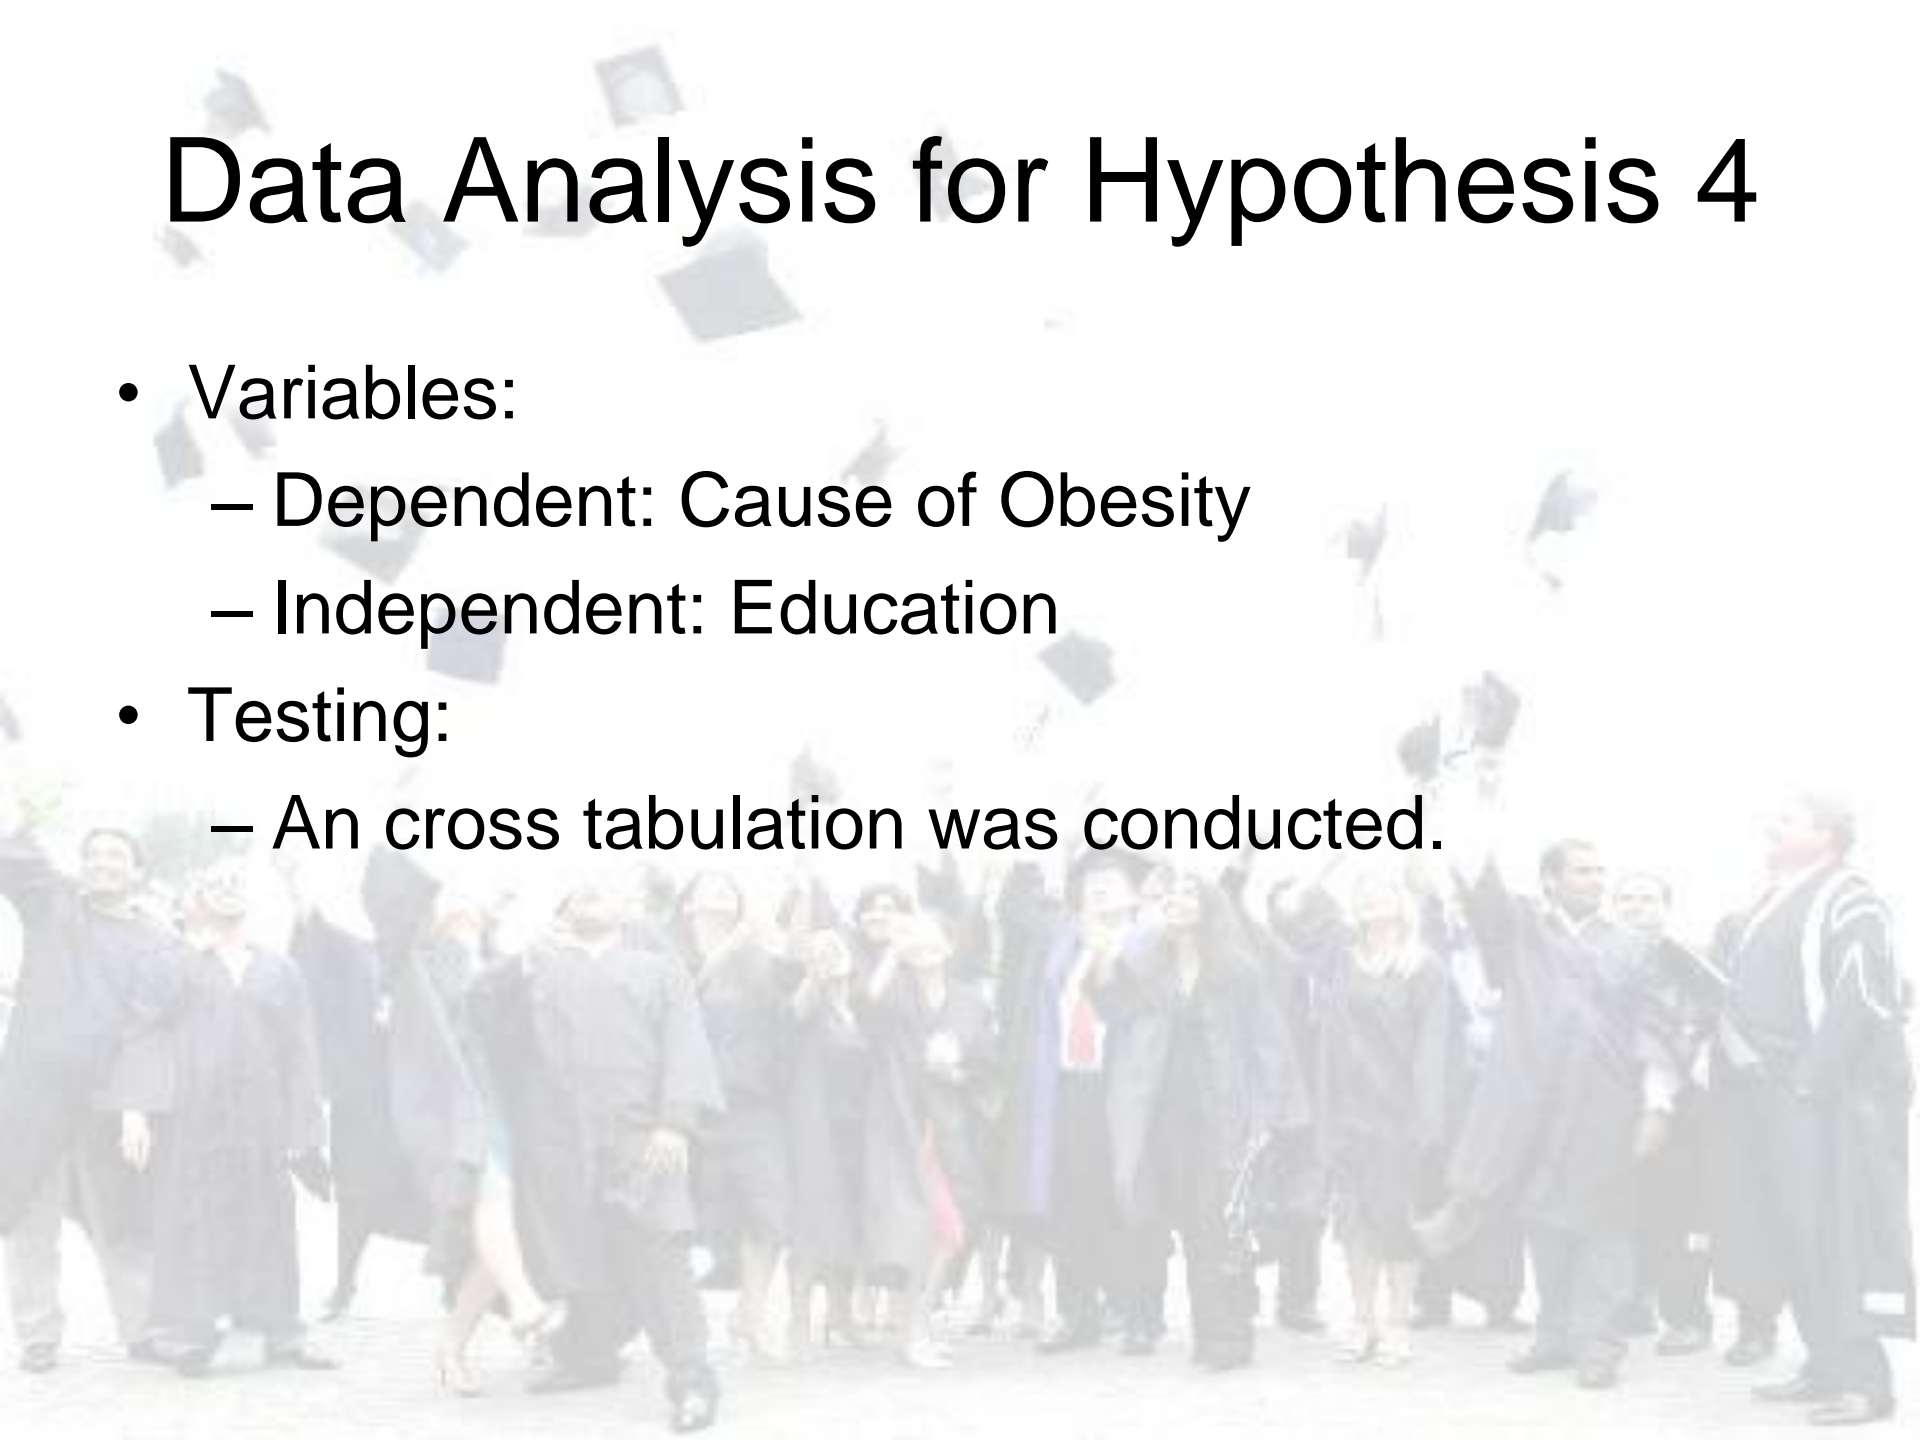 Data Analysis for Hypothesis 4
• Variables:
– Dependent: Cause of Obesity
– Independent: Education
• Testing:
– An cross tabulation was conducted.